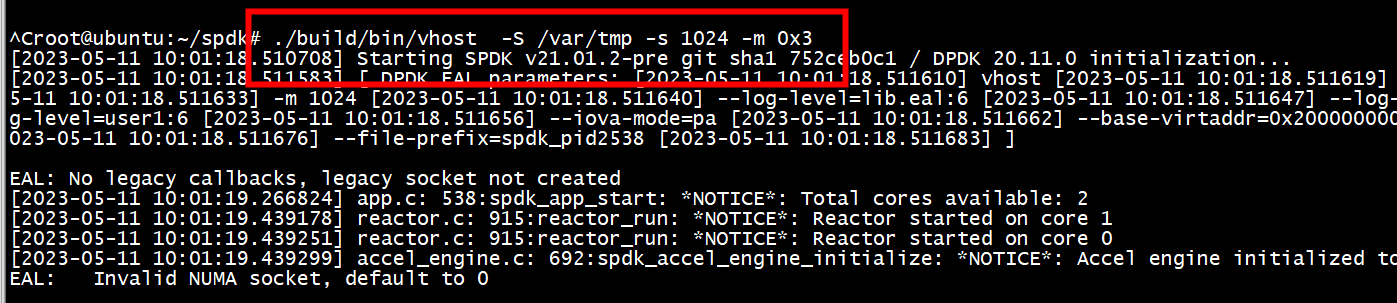 ^Croot@ubuntu:~/spdk# ./build/bin/vhost  -S /var/tmp -s 1024 -m 0x3
[2023-05-11 10:01:18.510708] Starting SPDK v21.01.2-pre git sha1 752ceb0c1 / DPDK 20.11.0 initialization...
[2023-05-11 10:01:18.511583] [ DPDK EAL parameters: [2023-05-11 10:01:18.511610] vhost [2023-05-11 10:01:18.511619]
5-11 10:01:18.511633] -m 1024 [2023-05-11 10:01:18.511640] --log-level=lib.eal:6 [2023-05-11 10:01:18.511647] --log-
g-level=user1:6 [2023-05-11 10:01:18.511656] --iova-mode=pa [2023-05-11 10:01:18.511662] --base-virtaddr=0x200000000
023-05-11 10:01:18.511676] --file-prefix=spdk_pid2538 [2023-05-11 10:01:18.511683] ]
EAL: No legacy callbacks, legacy socket not created
[2023-05-11 10:01:19.266824] app.c: 538:spdk_app_start: *NOTICE*: Total cores available: 2
[2023-05-11 10:01:19.439178] reactor.c: 915:reactor_run: *NOTICE*: Reactor started on core 1
[2023-05-11 10:01:19.439251] reactor.c: 915:reactor_run: *NOTICE*: Reactor started on core 0
[2023-05-11 10:01:19.439299] accel_engine.c: 692:spdk_accel_engine_initialize: *NOTICE*: Accel engine initialized to
EAL:   Invalid NUMA socket, default to 0